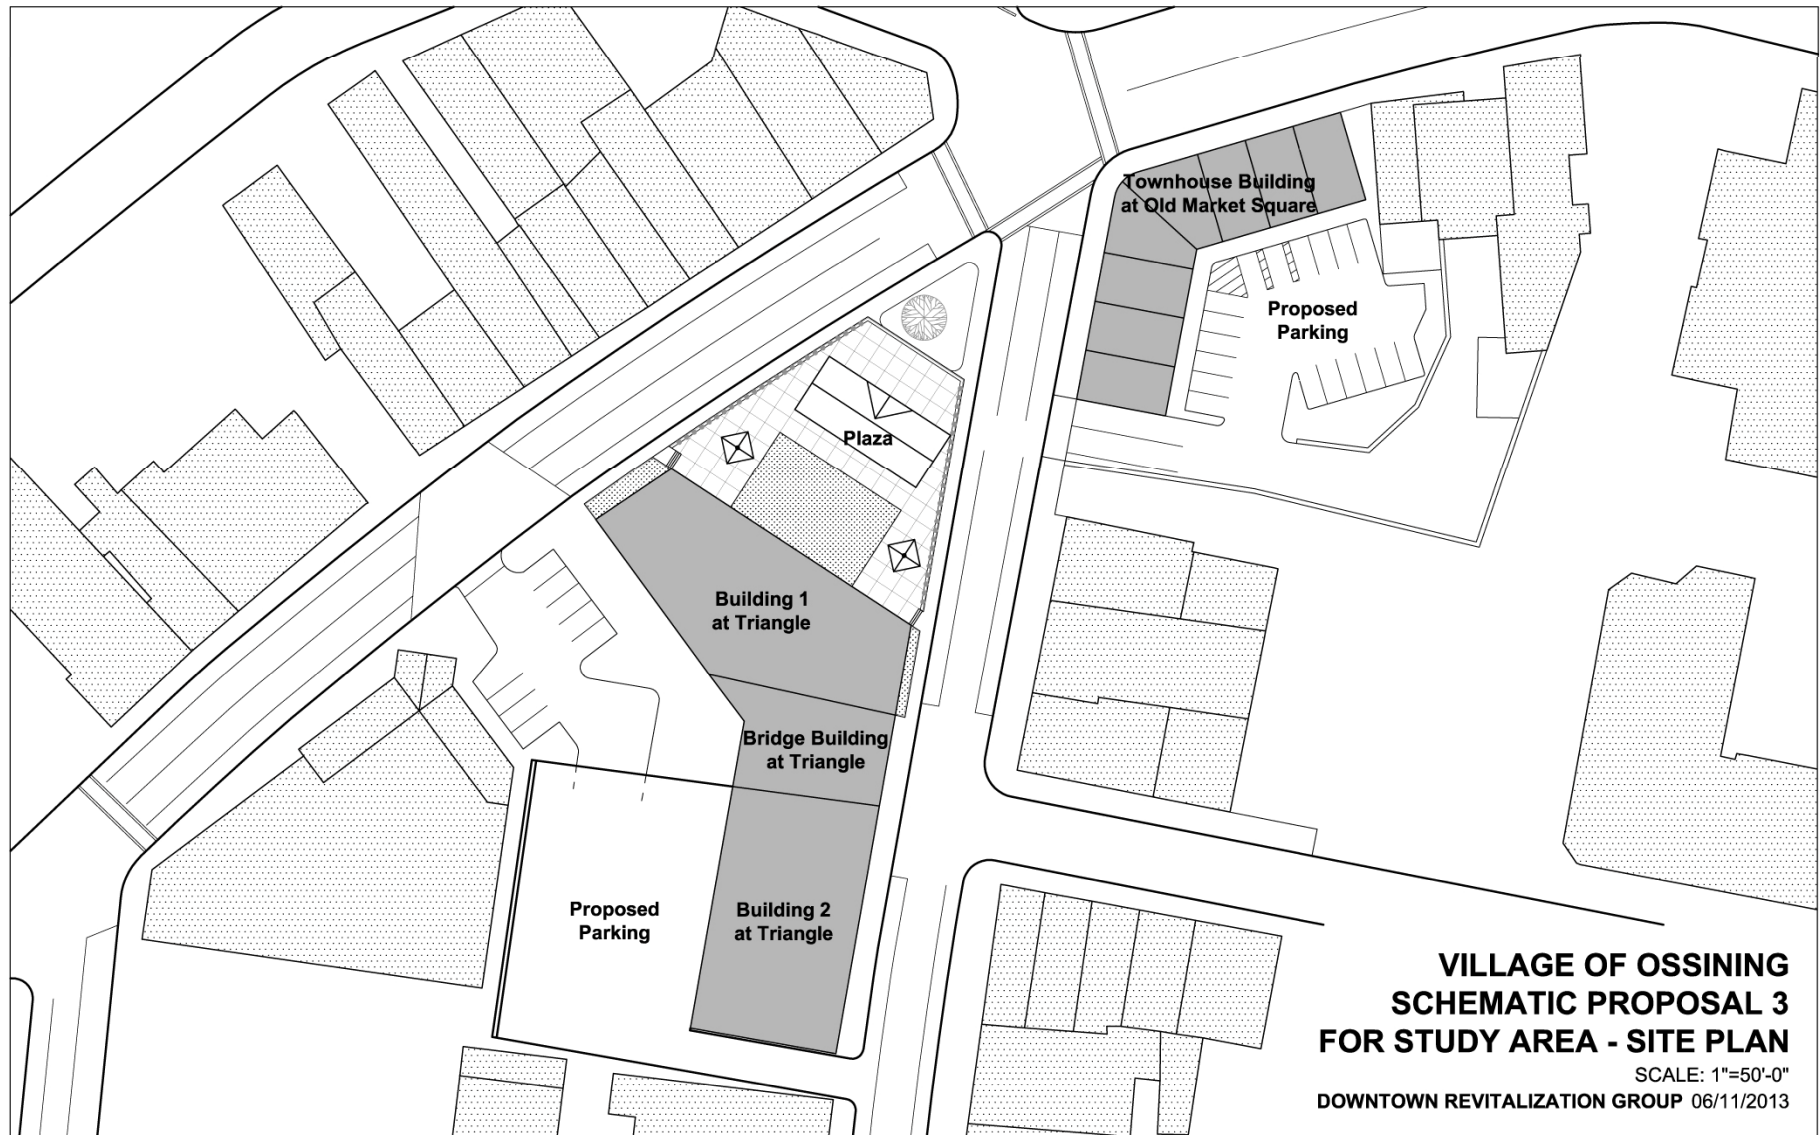 Townhouse Building
at Old Market Square
Proposed
Parking
Plaza
Building 1
at Triangle
Bridge Building
at Triangle
Proposed
Parking
Building 2
at Triangle
VILLAGE OF OSSINING
SCHEMATIC PROPOSAL 3
FOR STUDY AREA - SITE PLAN
SCALE: 1"=50'-0"
DOWNTOWN REVITALIZATION GROUP 06/11/2013